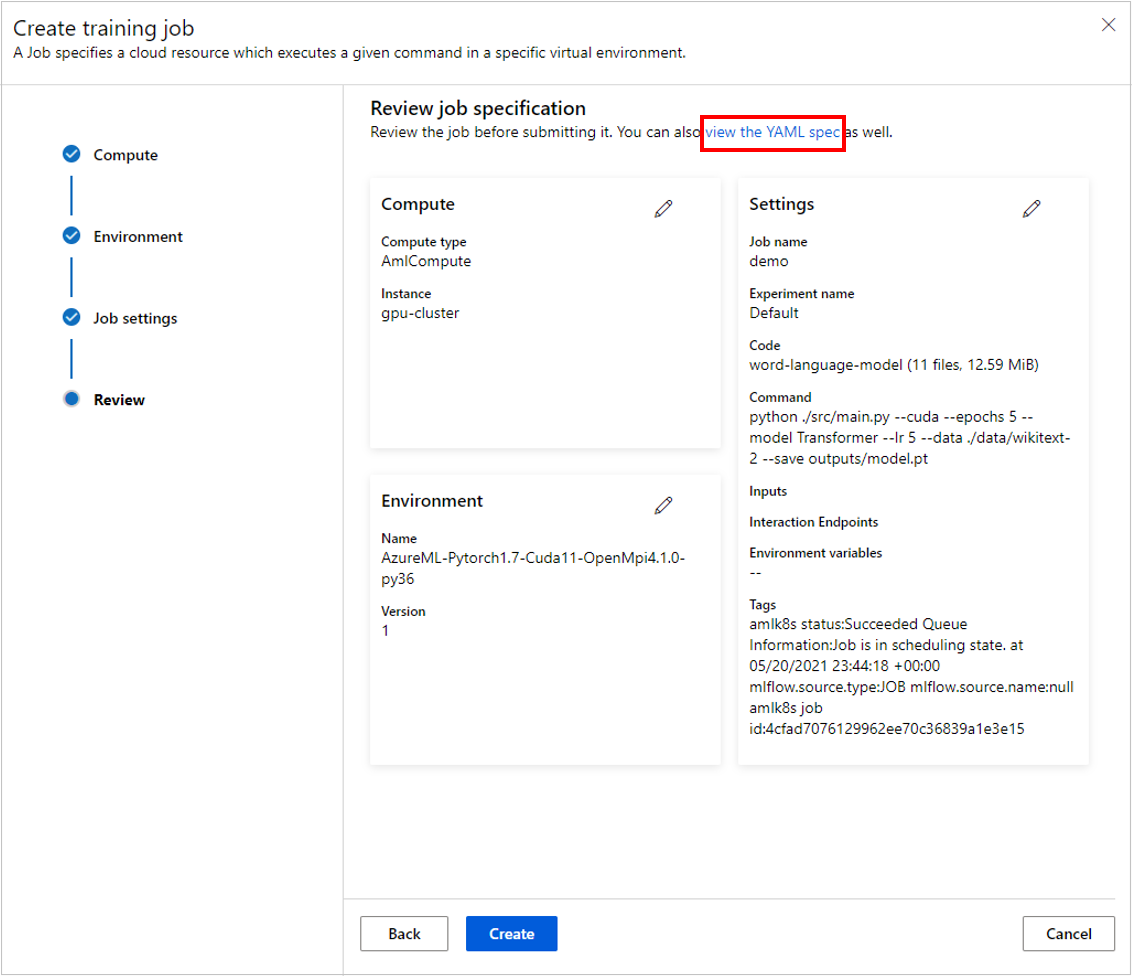 Create training job
A Job specifies a cloud resource which executes a given command in a specific virtual environment.
Compute
Environment
Job settings
Review
Review job specification
Review the job before submitting it. You can also view the YAML spec as well.
Compute
Compute type
AmlCompute
Instance
gpu-cluster
Environment
Name
AzureML-Pytorch1.7-Cuda11-OpenMpi4.1.0-
py36
Version
1
Settings
Job name
demo
Experiment name
Default
Code
word-language-model (11 files, 12.59 MiB)
Command
python ./src/main.py --cuda --epochs 5 --
model Transformer --lr 5 --data ./data/wikitext-
2 --save outputs/model.pt
Inputs
Interaction Endpoints
Environment variables
--
Tags
amlk8s status:Succeeded Queue
Information:Job is in scheduling state. at
05/20/2021 23:44:18 +00:00
mlflow.source.type:JOB mlflow.source.name:null
amlk8s job
id:4cfad7076129962ee70c36839a1e3e15
Back
Create
Cancel